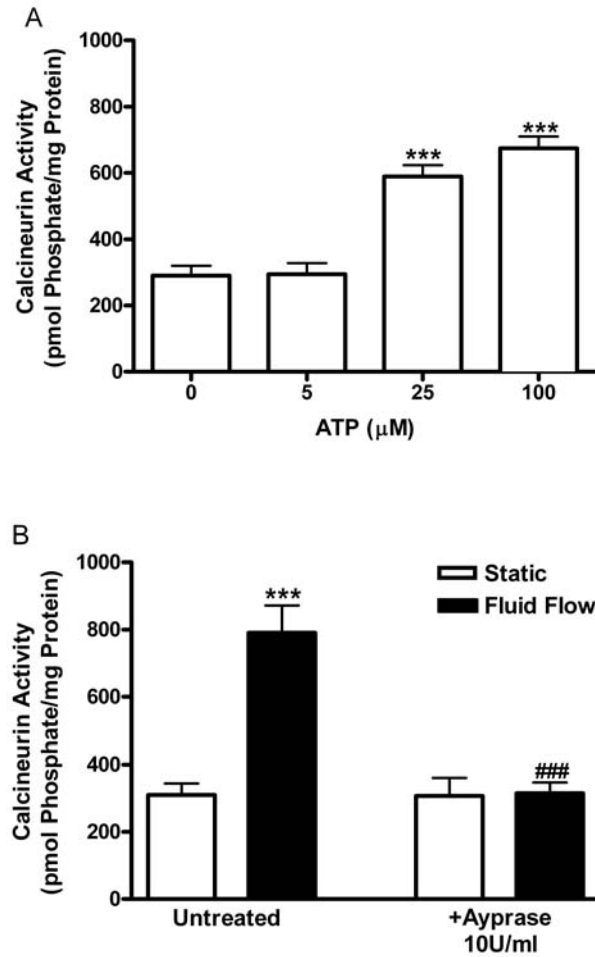 A
Calcineurin Activity
(pmol Phosphate/mg Protein)
1000
800
600
400
200
0
***
***
0 5 25 100
ATP (μM)
B
Calcineurin Activity
(pmol Phosphate/mg Protein)
1000
800
600
400
200
0
***
###
Static
Fluid Flow
Untreated
+Ayprase
10U/ml